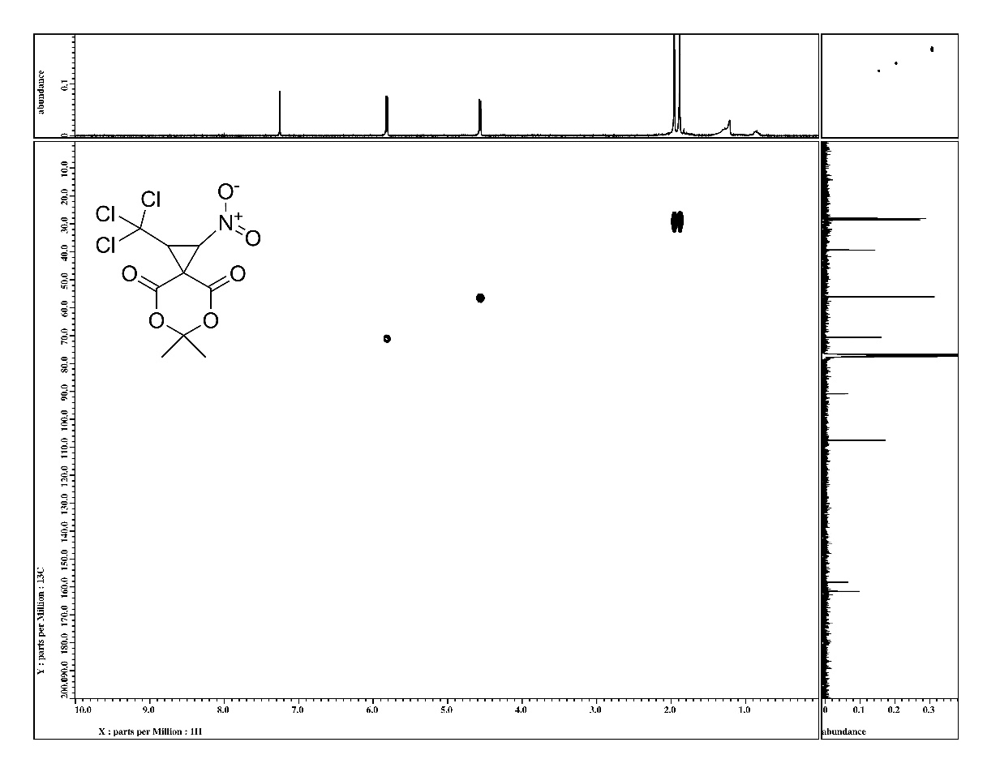 abundance
0.1
0
Cl
O-
Cl
N+
Cl
O
O
O
O
O
10.0
20.0
30.0
40.0
50.0
60.0
70.0
80.0
90.0
100.0
110.0
120.0
130.0
140.0
150.0
160.0
170.0
180.0
190.0
200.0
Y : parts per Million : 13C
10.0 9.0 8.0 7.0 6.0 5.0 4.0 3.0 2.0 1.0
X : parts per Million : 1H
0 0.1 0.2 0.3
abundance